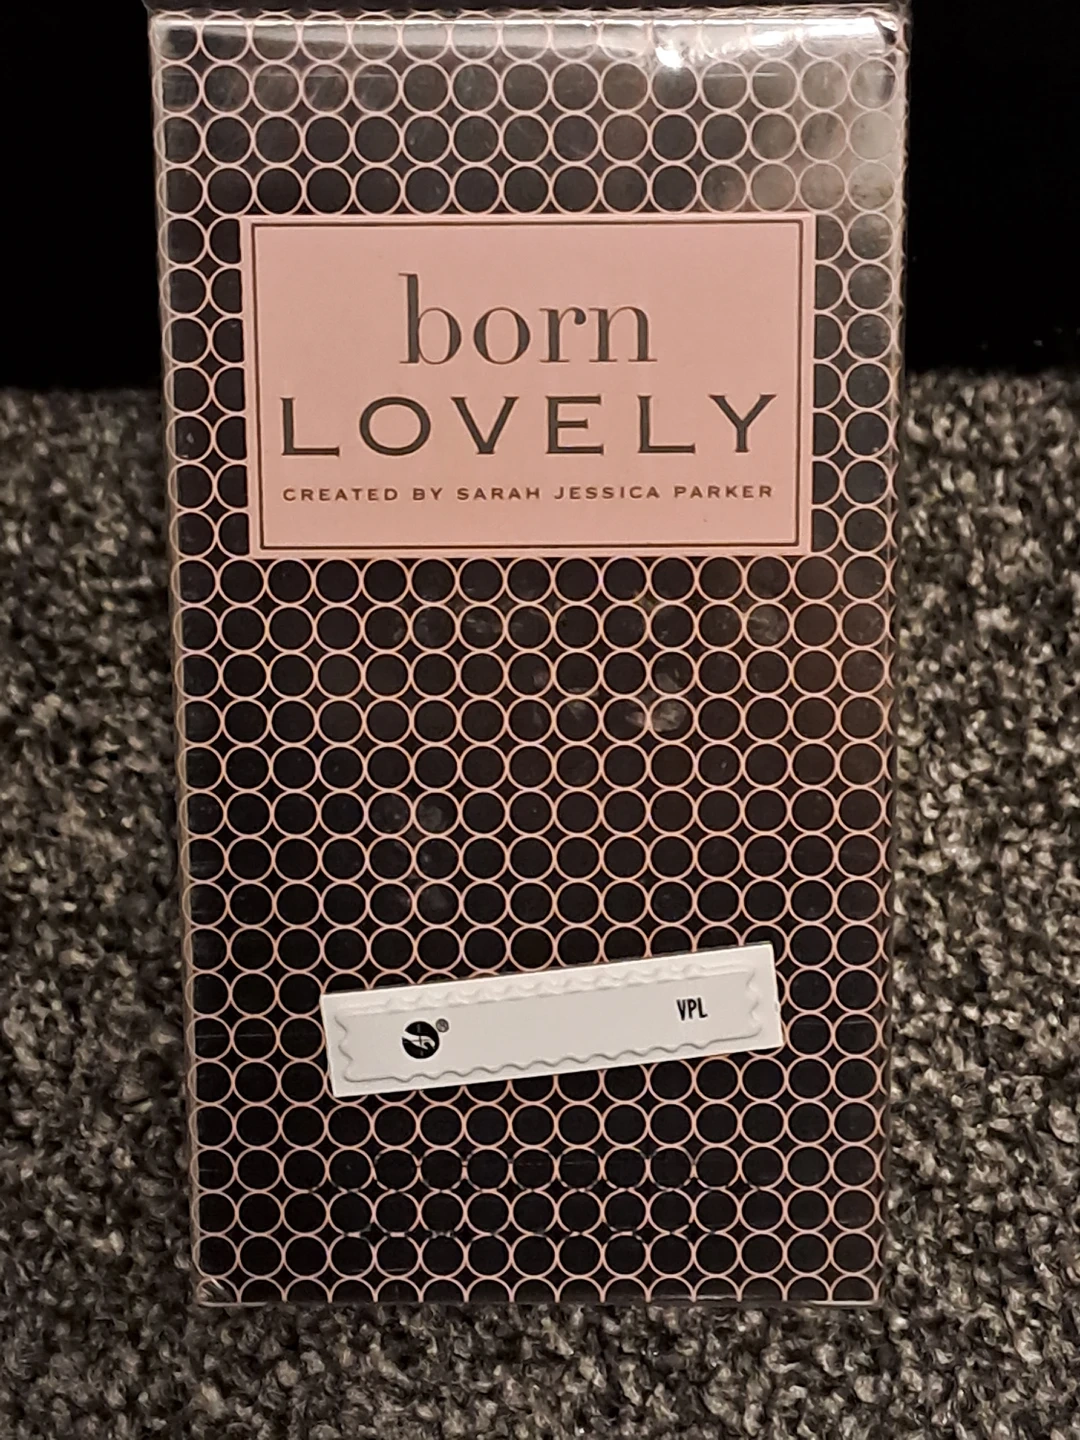 born
LOVELY
CREATED BY SARAH JESSICA PARKER
® VPL